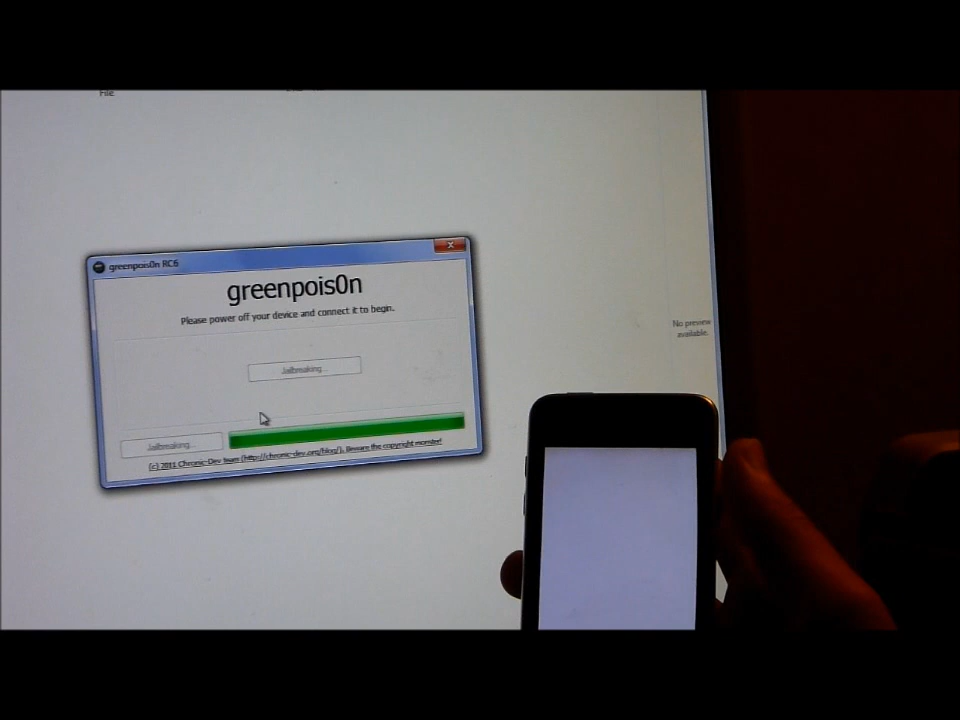 File
greenpois0n RC6
greenpois0n
Please power off your device and connect it to begin.
No preview
available.
Jailbreaking...
Jailbreaking...
(c) 2011 Chronic-Dev team (http://chronic-dev.org/blog/). Beware the copyright monster!